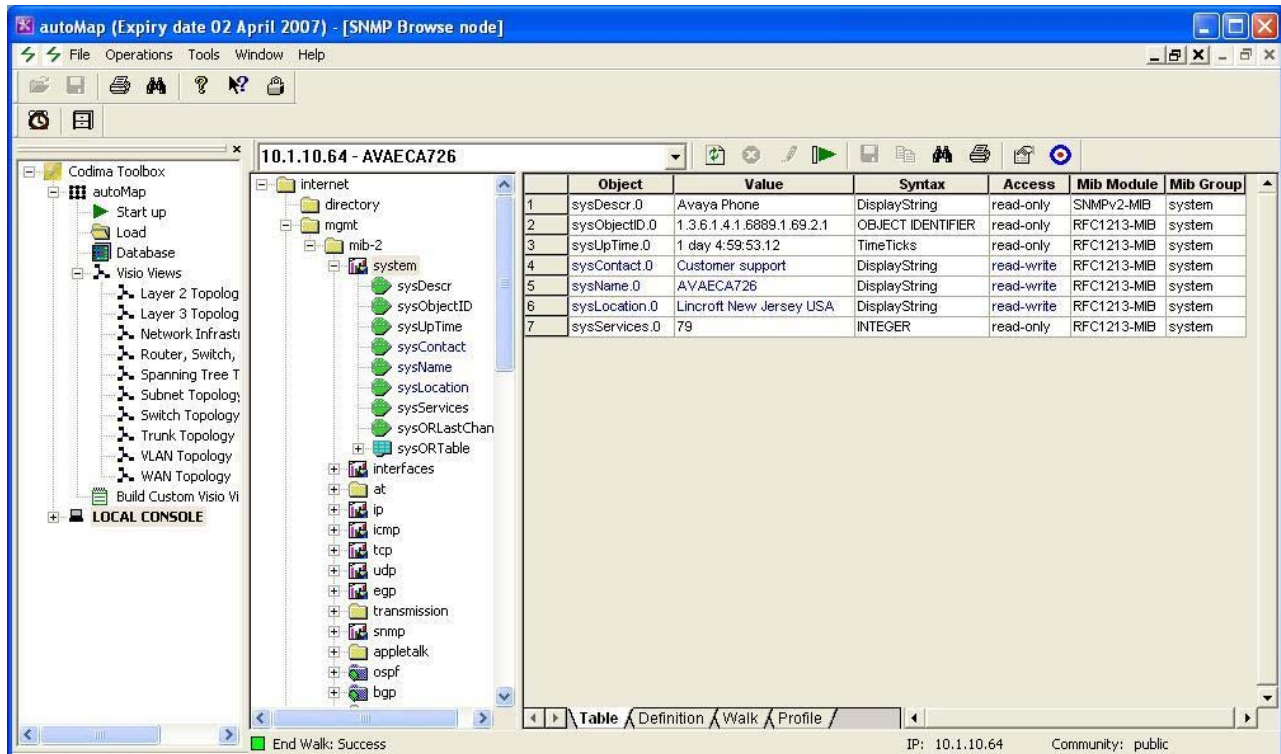 autoMap (Expiry date 02 April 2007) - [SNMP Browse node]
File Operations Tools Window Help
Codima Toolbox
autoMap
Start up
Load
Database
Visio Views
Layer 2 Topolog
Layer 3 Topolog
Network Infrastr
Router, Switch,
Spanning Tree T
Subnet Topology
Switch Topology
Trunk Topology
VLAN Topology
WAN Topology
Build Custom Visio Vi
LOCAL CONSOLE
10.1.10.64 - AVAECA726
internet
directory
mgmt
mib-2
system
sysDescr
sysObjectID
sysUpTime
sysContact
sysName
sysLocation
sysServices
sysORLastChan
sysORTable
interfaces
at
ip
icmp
tcp
udp
egp
transmission
snmp
appletalk
ospf
bgp
Object Value Syntax Access Mib Module Mib Group
1 sysDescr.0 Avaya Phone DisplayString read-only SNMPv2-MIB system
2 sysObjectID.0 1.3.6.1.4.1.6889.1.69.2.1 OBJECT IDENTIFIER read-only RFC1213-MIB system
3 sysUpTime.0 1 day 4:59:53.12 TimeTicks read-only RFC1213-MIB system
4 sysContact.0 Customer support DisplayString read-write RFC1213-MIB system
5 sysName.0 AVAECA726 DisplayString read-write RFC1213-MIB system
6 sysLocation.0 Lincroft New Jersey USA DisplayString read-write RFC1213-MIB system
7 sysServices.0 79 INTEGER read-only RFC1213-MIB system
Table Definition Walk Profile
End Walk: Success IP: 10.1.10.64 Community: public